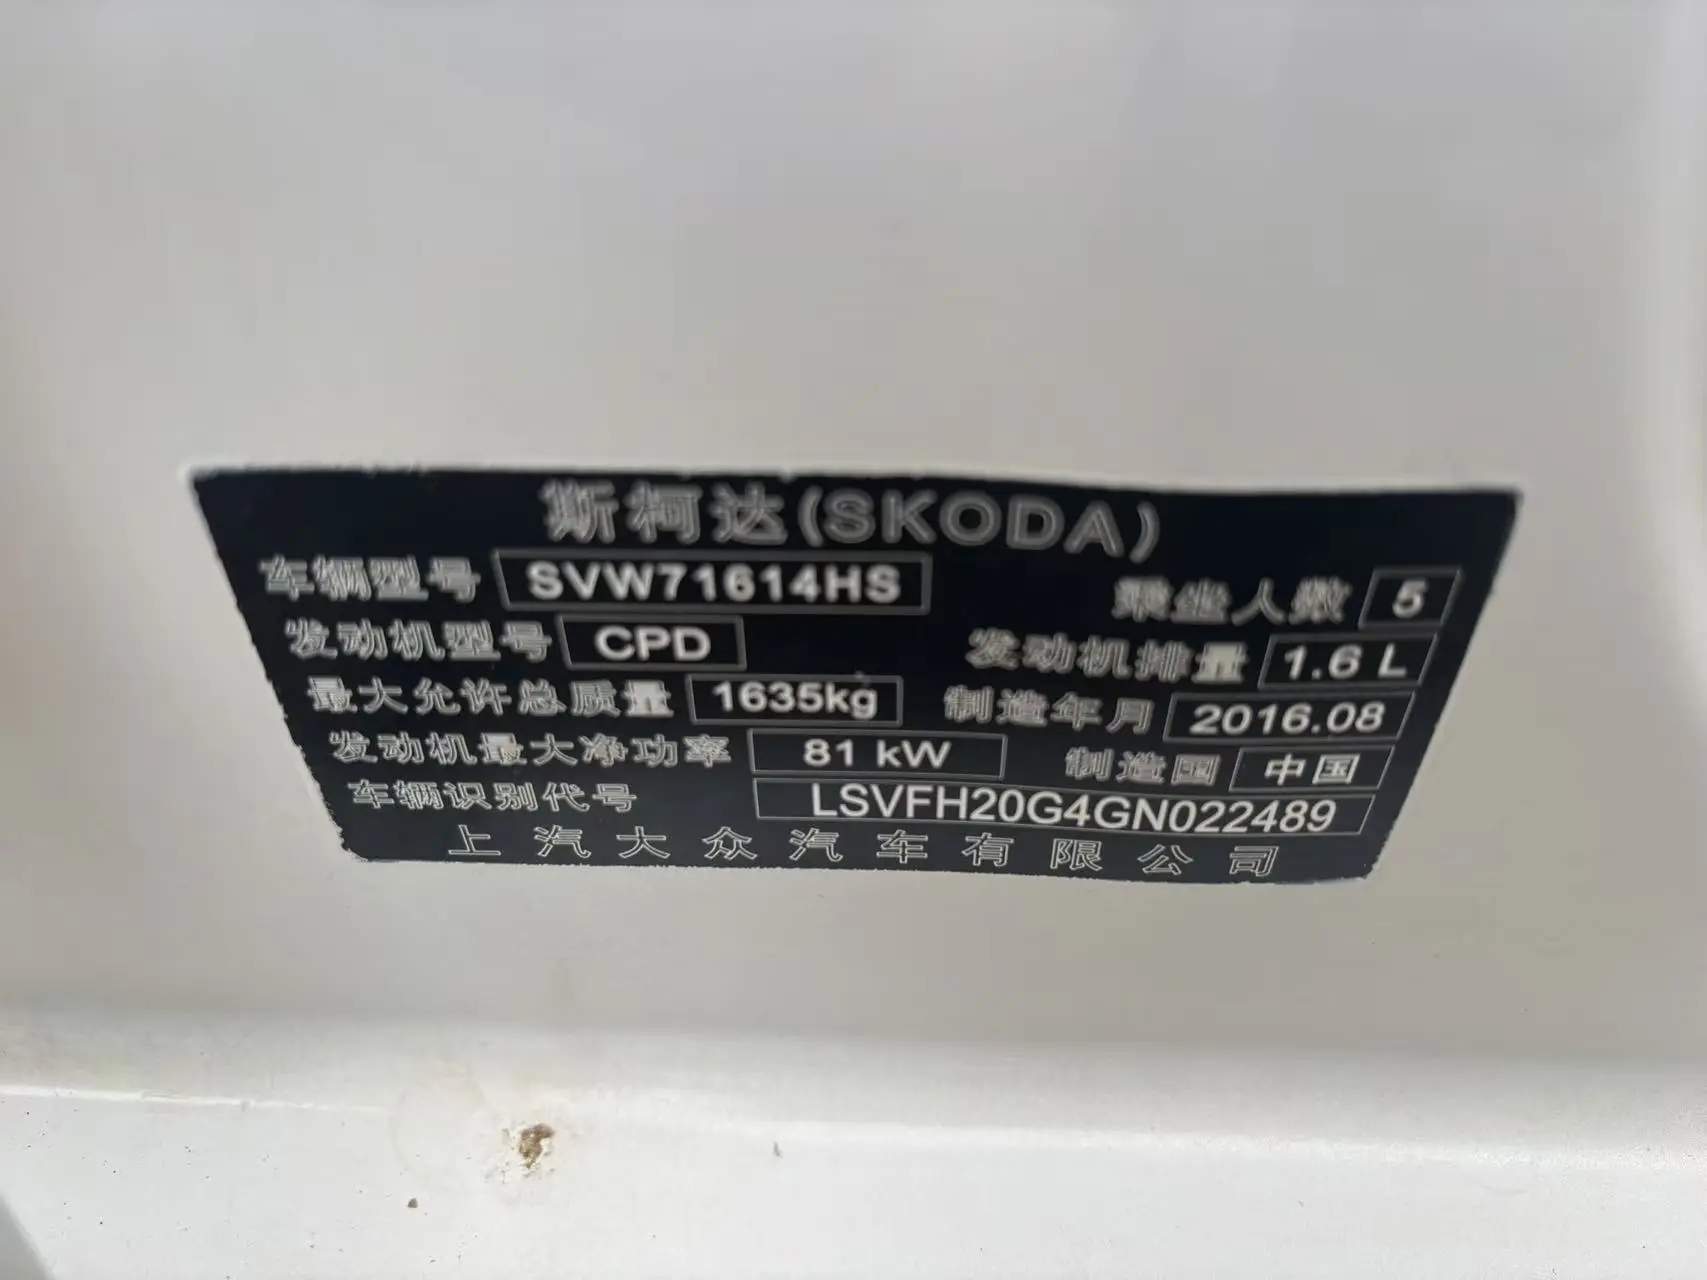 斯柯达(SKODA)
车辆型号 SVW71614HS 乘坐人数 5
发动机型号 CPD 发动机排量 1.6 L
最大允许总质量 1635kg 制造年月 2016.08
发动机最大净功率 81 kW 制造国 中国
车辆识别代号 LSVFH20G4GN022489
上汽大众汽车有限公司